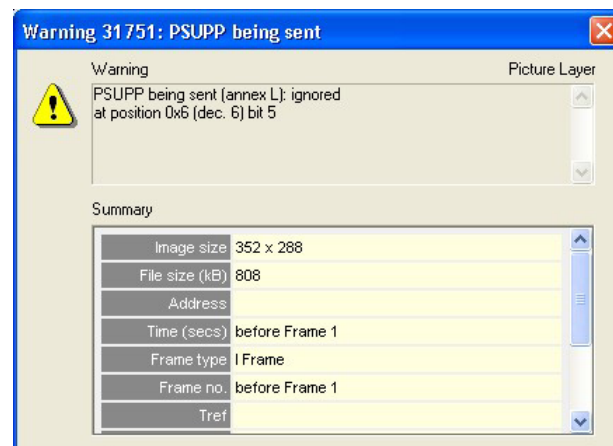 Warning 31751: PSUPP being sent
Warning Picture Layer
PSUPP being sent (annex L): ignored
at position 0x6 (dec. 6) bit 5
Summary
Image size 352 x 288
File size (kB) 808
Address
Time (secs) before Frame 1
Frame type I Frame
Frame no. before Frame 1
Tref